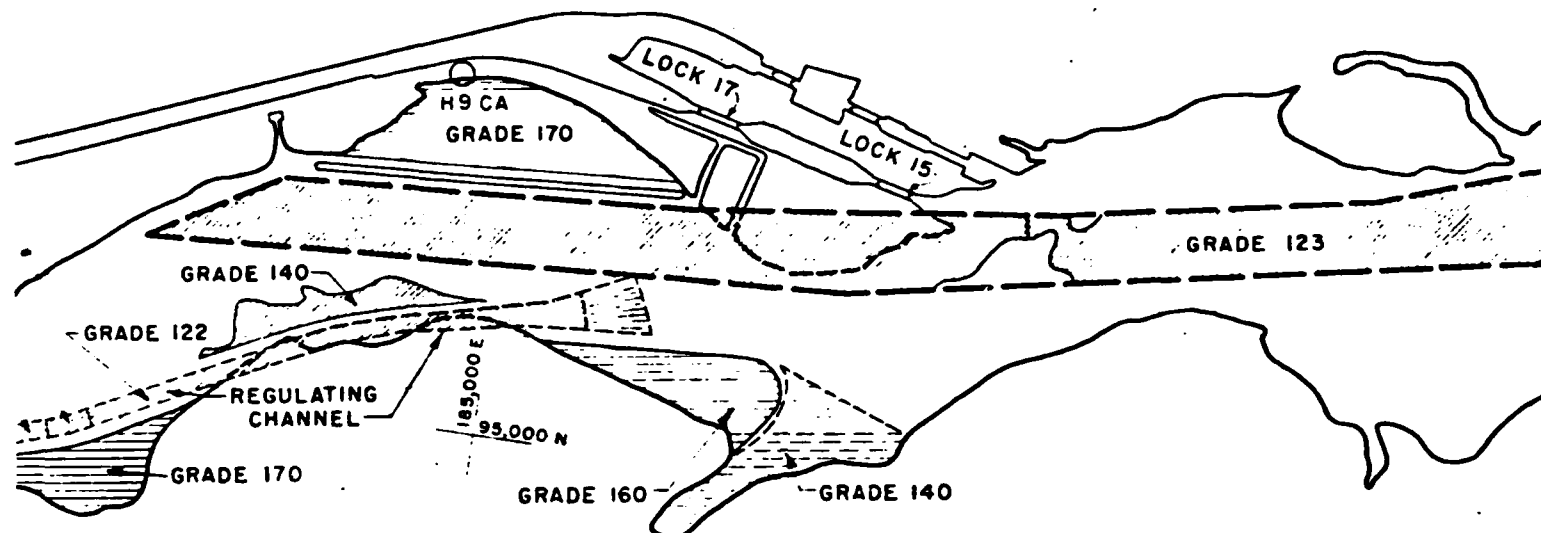 LOCK 17
H9 CA
GRADE 170
LOCK 15
GRADE 123
GRADE 140
GRADE 122
REGULATING
CHANNEL
185,000 E
95,000 N
GRADE 170
GRADE 160
GRADE 140